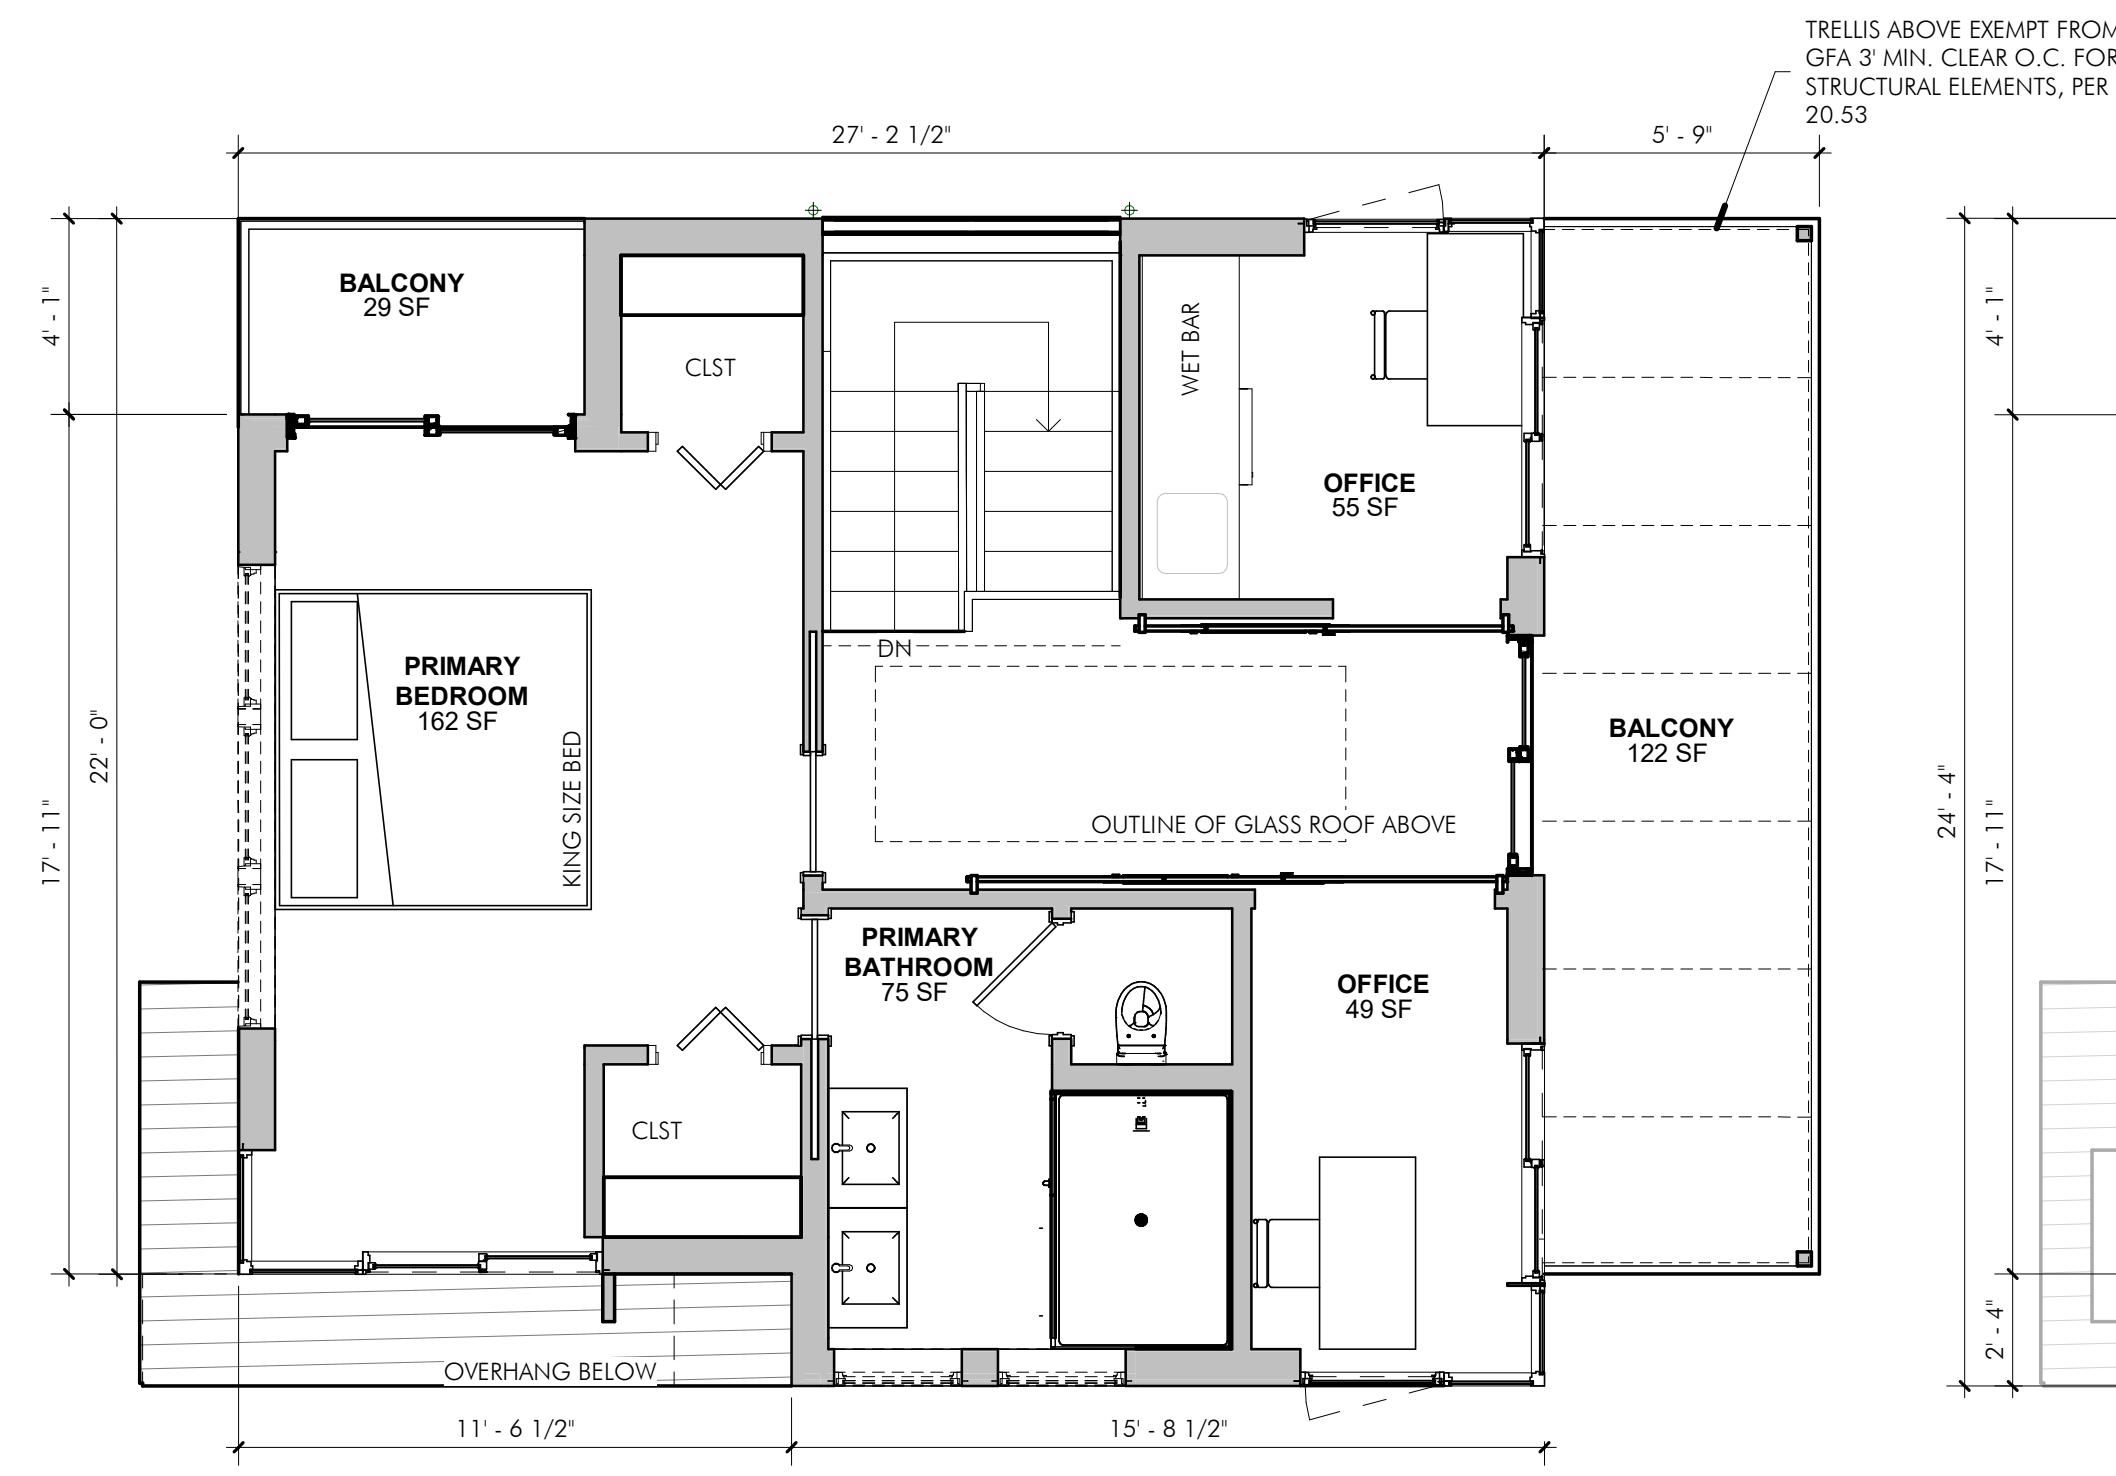 TRELLIS ABOVE EXEMPT FROM
GFA 3' MIN. CLEAR O.C. FOR
STRUCTURAL ELEMENTS, PER
20.53
27' - 2 1/2"
5' - 9"
BALCONY
29 SF
4' - 1"
CLST
WET BAR
4' - 1"
OFFICE
55 SF
DN
PRIMARY
BEDROOM
162 SF
KING SIZE BED
22' - 0"
17' - 11"
BALCONY
122 SF
OUTLINE OF GLASS ROOF ABOVE
24' - 4"
17' - 11"
PRIMARY
BATHROOM
75 SF
OFFICE
49 SF
CLST
2' - 4"
OVERHANG BELOW
11' - 6 1/2"
15' - 8 1/2"